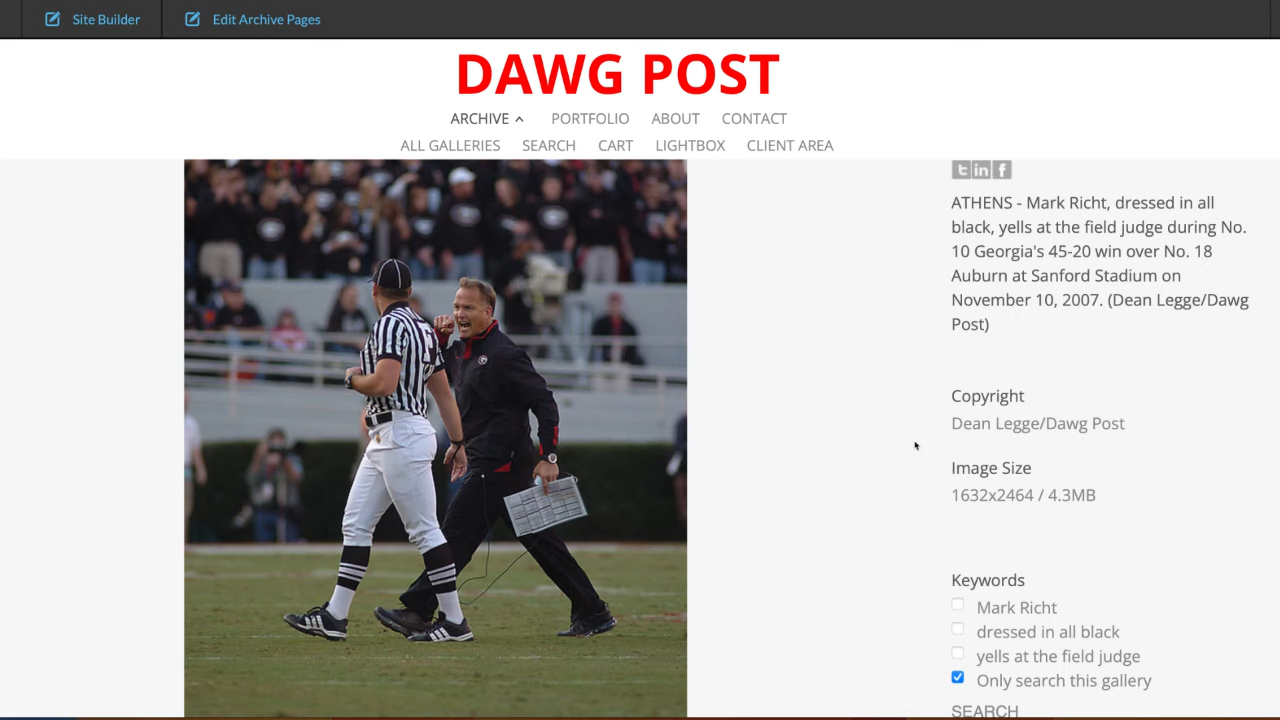 Site Builder
Edit Archive Pages
DAWG POST
ARCHIVE
PORTFOLIO
ABOUT
CONTACT
ALL GALLERIES
SEARCH
CART
LIGHTBOX
CLIENT AREA
ATHENS - Mark Richt, dressed in all
black, yells at the field judge during No.
10 Georgia's 45-20 win over No. 18
Auburn at Sanford Stadium on
November 10, 2007. (Dean Legge/Dawg
Post)
Copyright
Dean Legge/Dawg Post
Image Size
1632x2464 / 4.3MB
Keywords
Mark Richt
dressed in all black
yells at the field judge
Only search this gallery
SEARCH
F
G